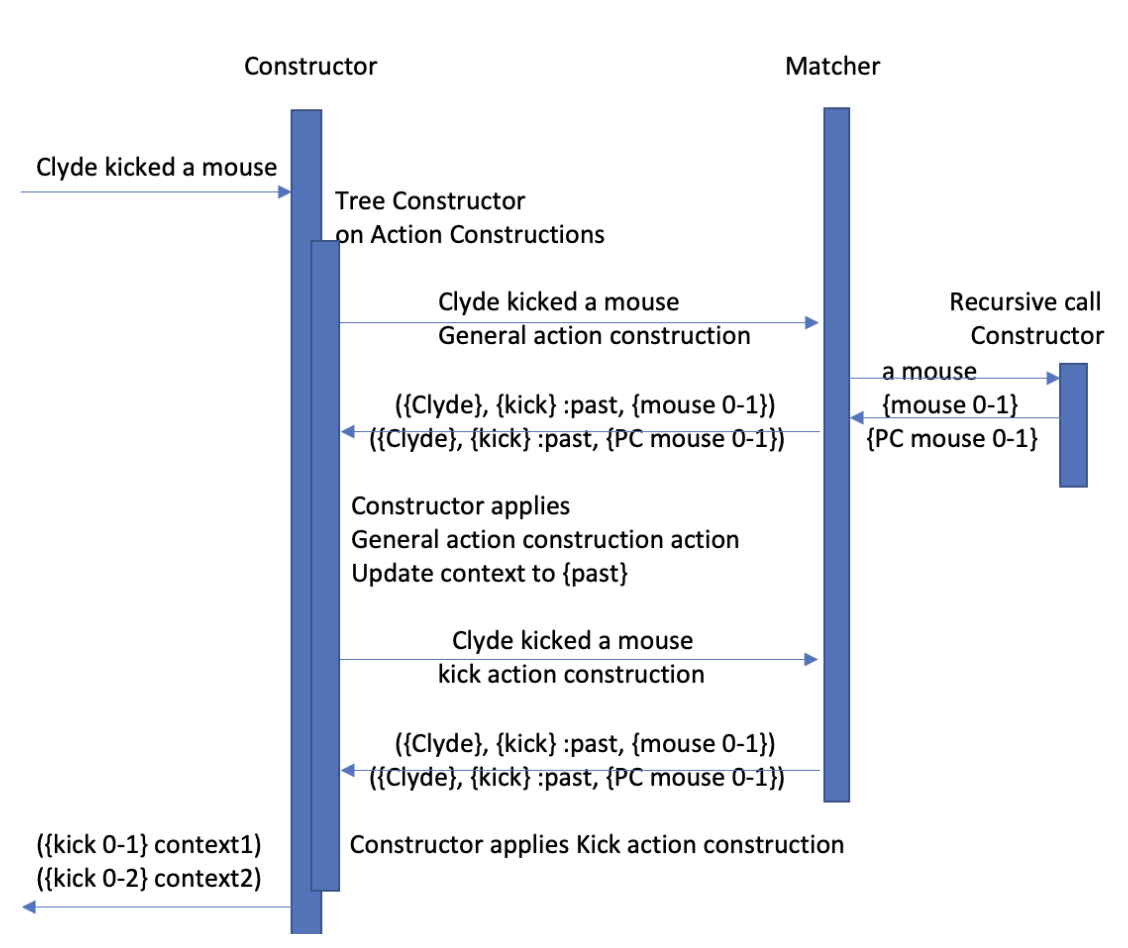 Constructor
Matcher
Clyde kicked a mouse
Tree Constructor
on Action Constructions
Clyde kicked a mouse
General action construction
Recursive call
Constructor
a mouse
{mouse 0-1}
{PC mouse 0-1}
({Clyde}, {kick} :past, {mouse 0-1})
({Clyde}, {kick} :past, {PC mouse 0-1})
Constructor applies
General action construction action
Update context to {past}
Clyde kicked a mouse
kick action construction
({Clyde}, {kick} :past, {mouse 0-1})
({Clyde}, {kick} :past, {PC mouse 0-1})
Constructor applies Kick action construction
({kick 0-1} context1)
({kick 0-2} context2)